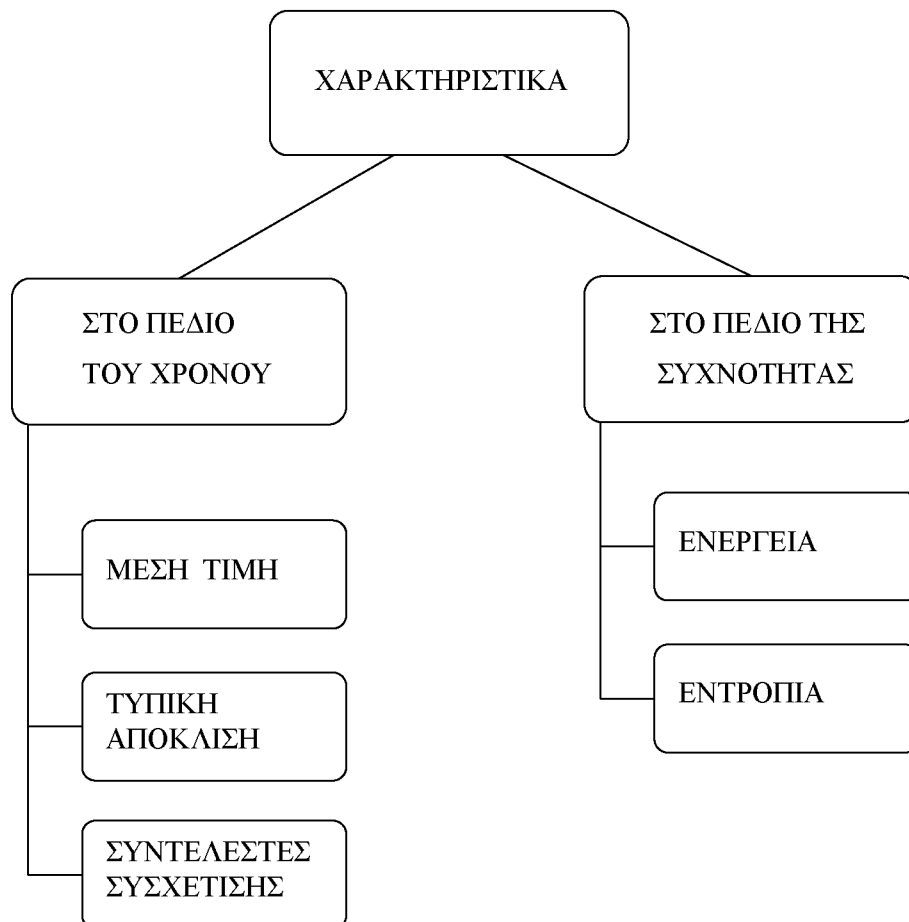 ΧΑΡΑΚΤΗΡΙΣΤΙΚΑ
ΣΤΟ ΠΕΔΙΟ
ΤΟΥ ΧΡΟΝΟΥ
ΜΕΣΗ ΤΙΜΗ
ΤΥΠΙΚΗ
ΑΠΟΚΛΙΣΗ
ΣΥΝΤΕΛΕΣΤΕΣ
ΣΥΣΧΕΤΙΣΗΣ
ΣΤΟ ΠΕΔΙΟ ΤΗΣ
ΣΥΧΝΟΤΗΤΑΣ
ΕΝΕΡΓΕΙΑ
ΕΝΤΡΟΠΙΑ